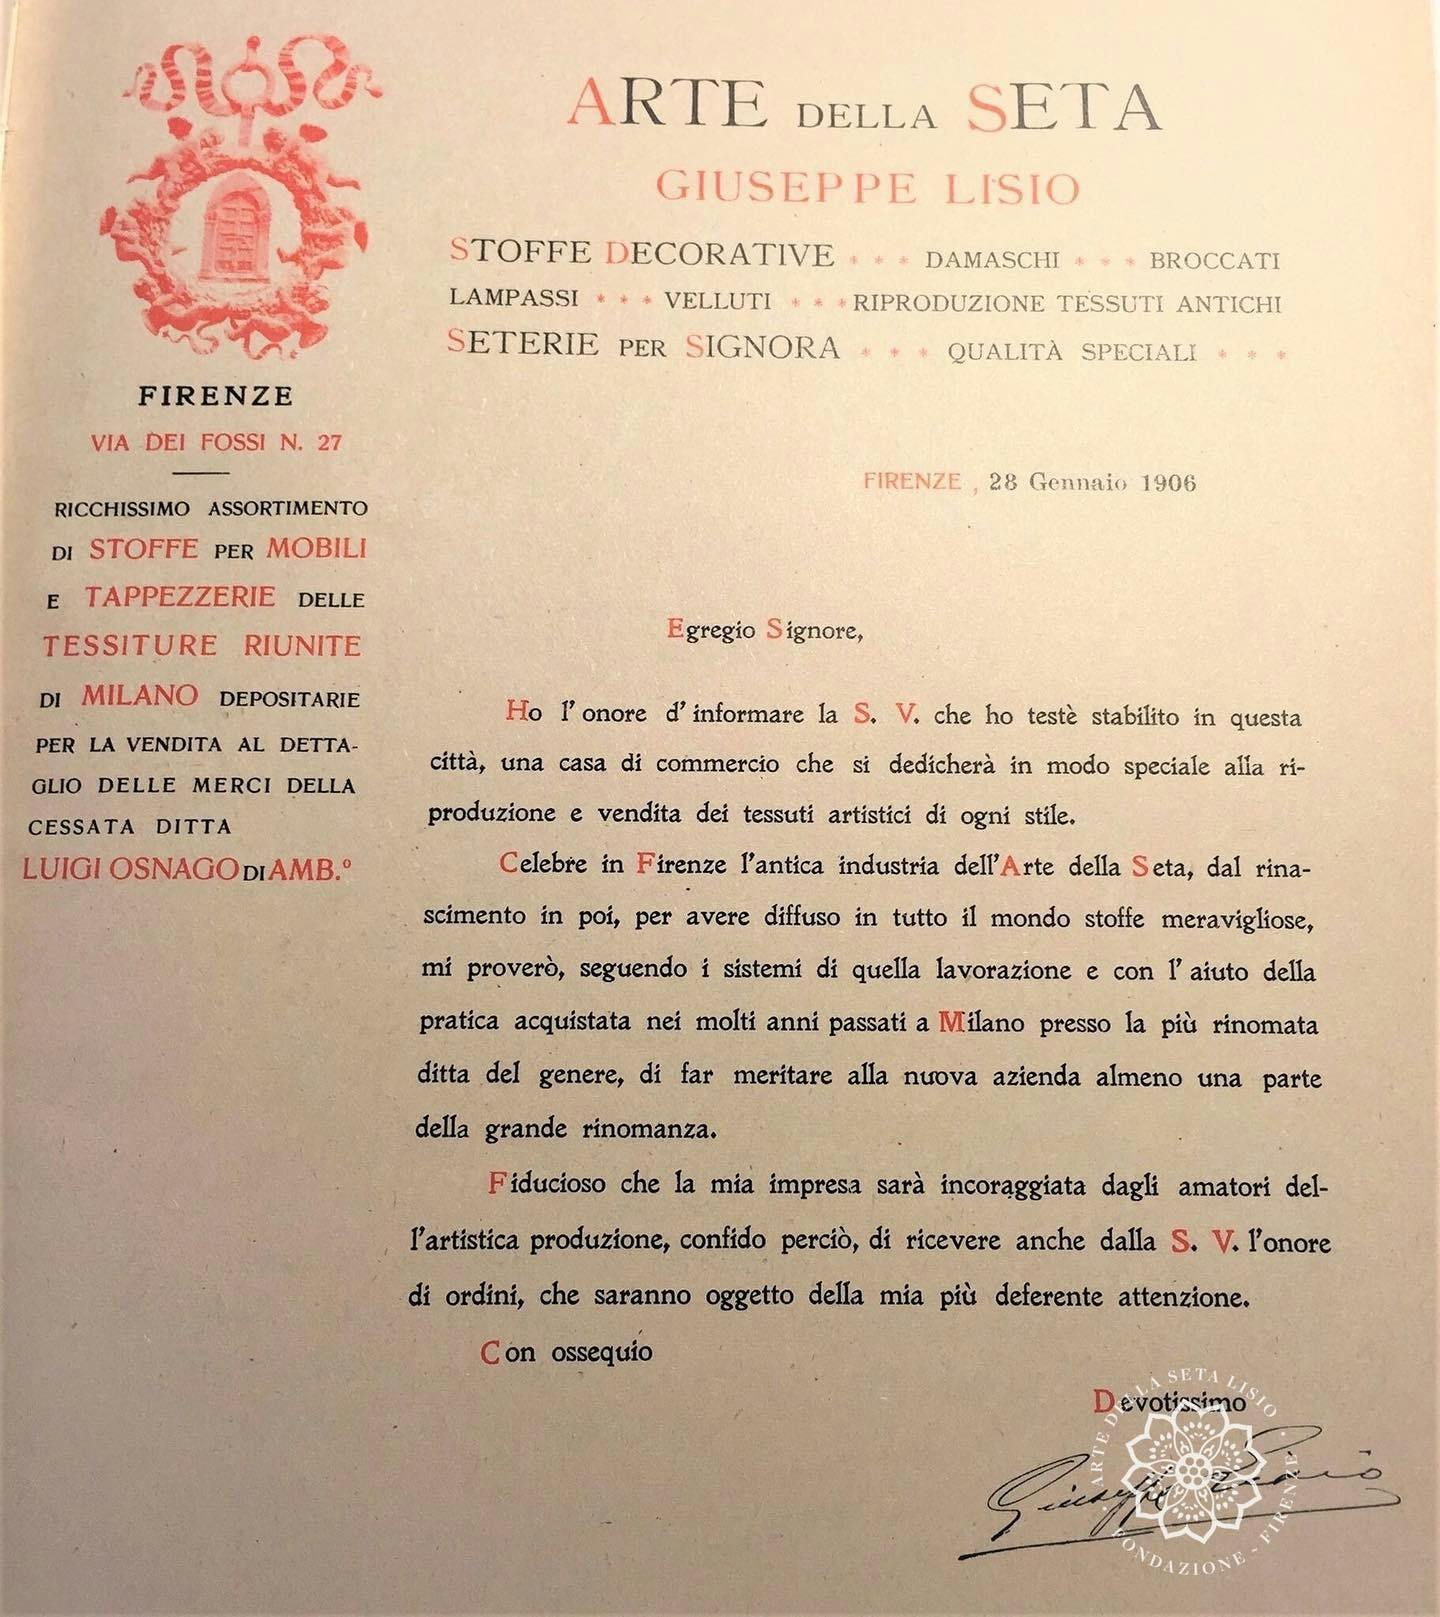 ARTE DELLA SETA
GIUSEPPE LISIO
STOFFE DECORATIVE * * * DAMASCHI * * * BROCCATI
LAMPASSI * * * VELLUTI * * * RIPRODUZIONE TESSUTI ANTICHI
SETERIE PER SIGNORA * * * QUALITÀ SPECIALI * * *
FIRENZE
VIA DEI FOSSI N. 27
RICCHISSIMO ASSORTIMENTO
DI STOFFE PER MOBILI
E TAPPEZZERIE DELLE
TESSITURE RIUNITE
DI MILANO DEPOSITARIE
PER LA VENDITA AL DETTA-
GLIO DELLE MERCI DELLA
CESSATA DITTA
LUIGI OSNAGO DI AMB.º
FIRENZE, 28 Gennaio 1906
Egregio Signore,
Ho l'onore d'informare la S. V. che ho testè stabilito in questa
città, una casa di commercio che si dedicherà in modo speciale alla ri-
produzione e vendita dei tessuti artistici di ogni stile.
Celebre in Firenze l'antica industria dell'Arte della Seta, dal rina-
scimento in poi, per avere diffuso in tutto il mondo stoffe meravigliose,
mi proverò, seguendo i sistemi di quella lavorazione e con l'aiuto della
pratica acquistata nei molti anni passati a Milano presso la più rinomata
ditta del genere, di far meritare alla nuova azienda almeno una parte
della grande rinomanza.
Fiducioso che la mia impresa sarà incoraggiata dagli amatori del-
l'artistica produzione, confido perciò, di ricevere anche dalla S. V. l'onore
di ordini, che saranno oggetto della mia più deferente attenzione.
Con ossequio
Devotissimo
Giuseppe Lisio
ARTE DELLA SETA LISIO · FONDAZIONE - FIRENZE ·